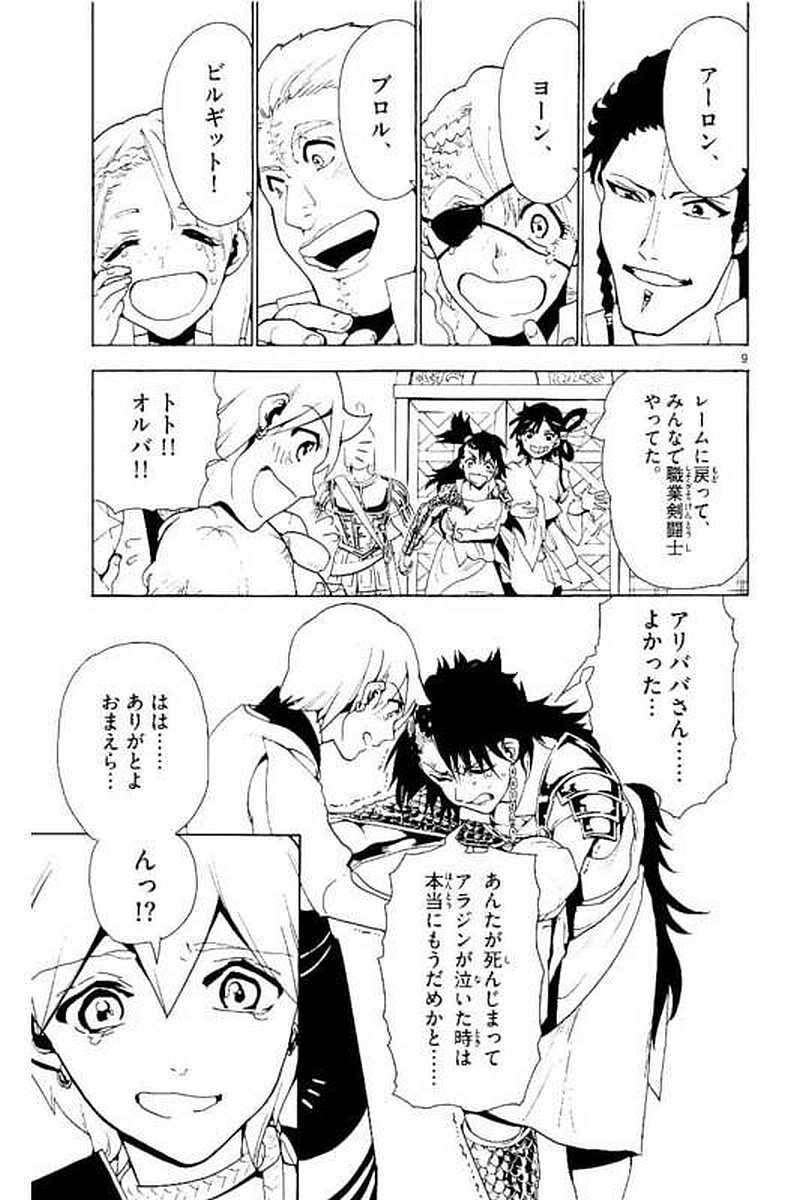 アーロン、
ヨーン、
ブロル、
ビルギット！
9
レームに戻って、
みんなで職業剣闘士
やってた。
トト!!
オルバ!!
アリババさん……
よかった…
はは……
ありがとよ
おまえら…
あんたが死んじまって
アラジンが泣いた時は
本当にもうだめかと……
んっ!?